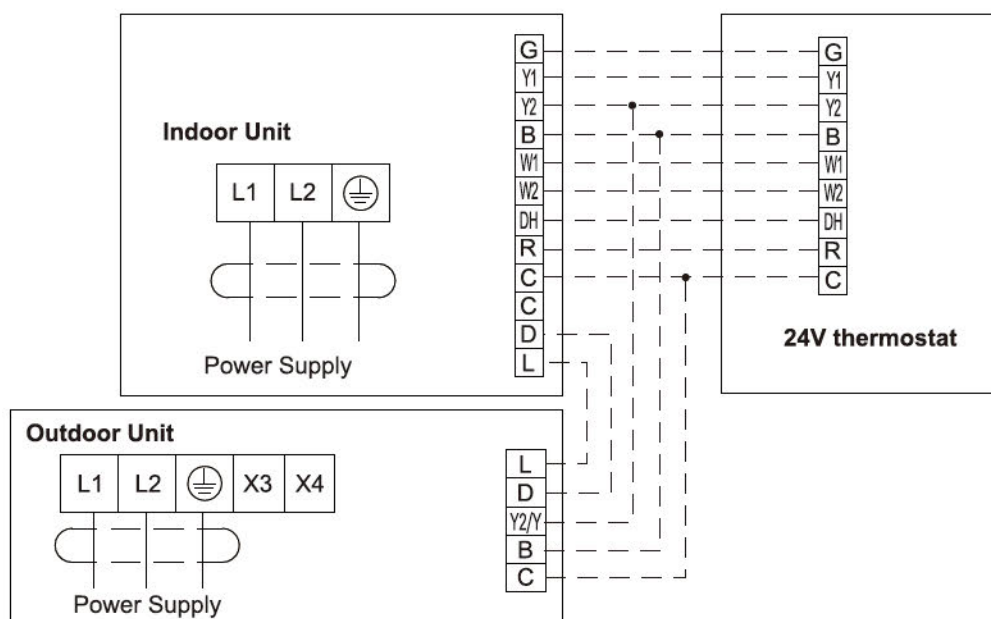 Indoor Unit
L1 L2
Power Supply
G
Y1
Y2
B
W1
W2
DH
R
C
C
D
L
G
Y1
Y2
B
W1
W2
DH
R
C
24V thermostat
Outdoor Unit
L1 L2 X3 X4
Power Supply
L
D
Y2/Y
B
C